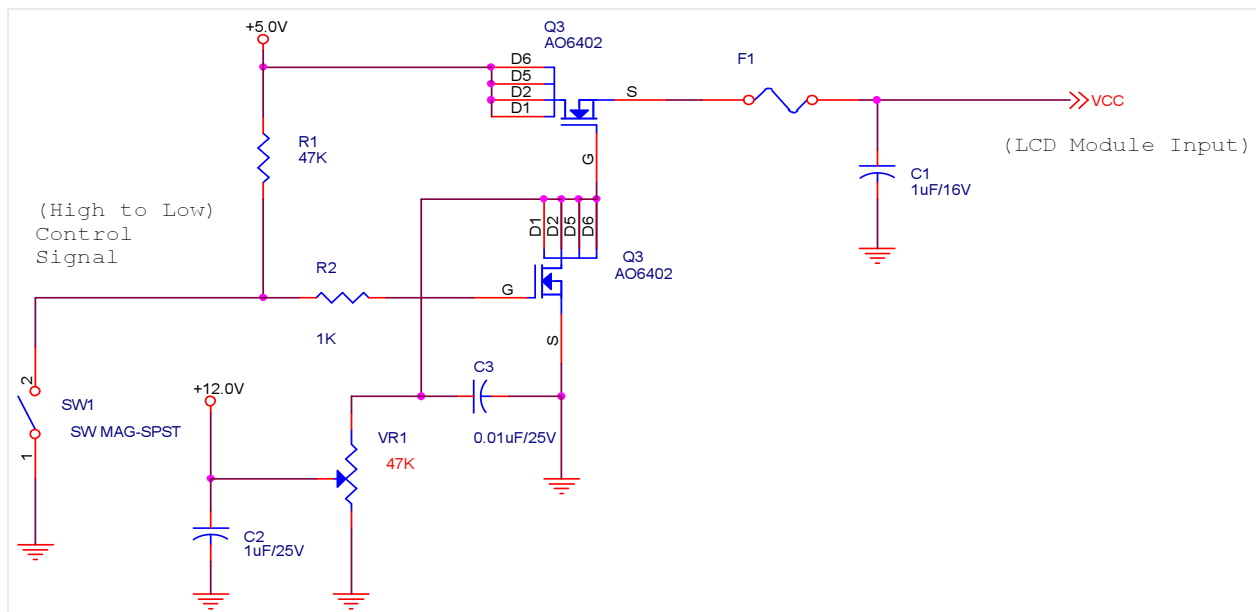 +5.0V
Q3
AO6402
D6
D5
D2
D1
S
G
F1
VCC
(LCD Module Input)
R1
47K
C1
1uF/16V
(High to Low)
Control
Signal
D1
D2
D5
D6
Q3
AO6402
R2
1K
G
S
C3
0.01uF/25V
2
SW1
SW MAG-SPST
1
+12.0V
VR1
47K
C2
1uF/25V